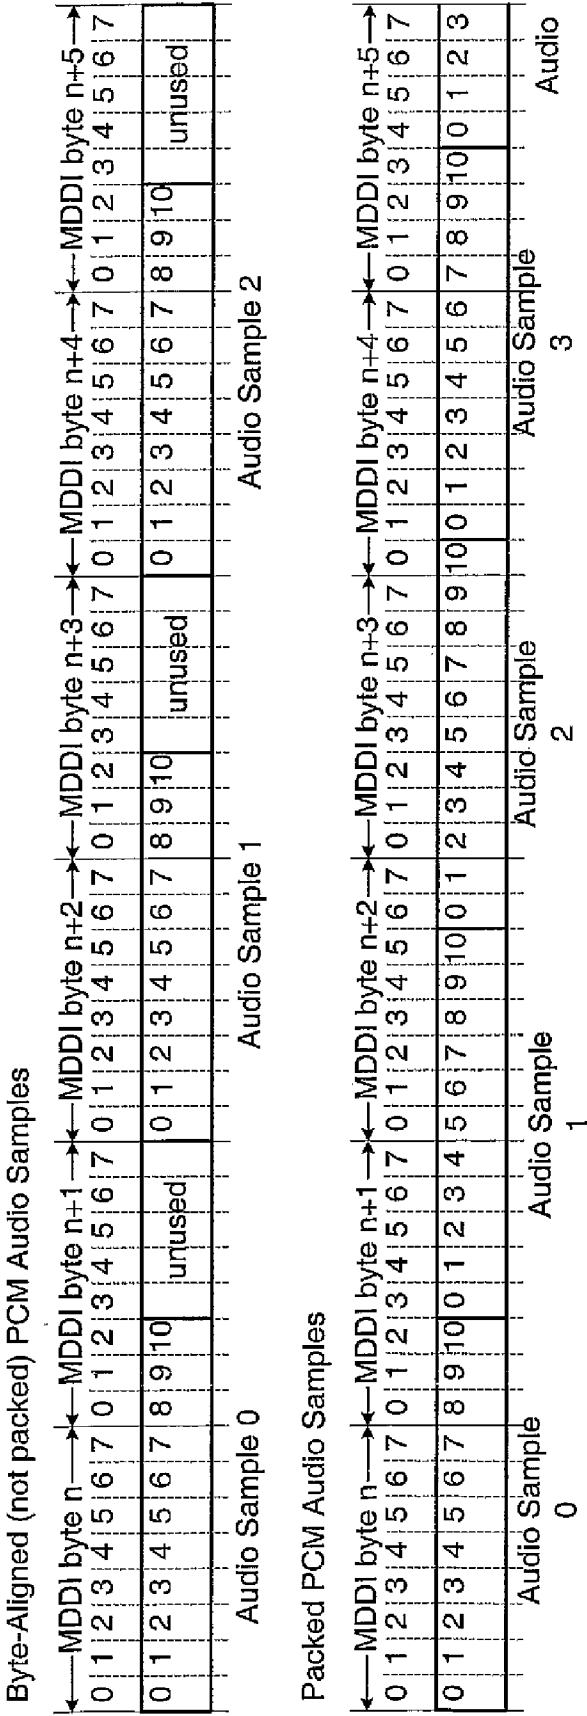 Byte-Aligned (not packed) PCM Audio Samples
MDDI byte n MDDI byte n+1 MDDI byte n+2 MDDI byte n+3 MDDI byte n+4 MDDI byte n+5
0 1 2 3 4 5 6 7 0 1 2 3 4 5 6 7 0 1 2 3 4 5 6 7 0 1 2 3 4 5 6 7 0 1 2 3 4 5 6 7 0 1 2 3 4 5 6 7
0 1 2 3 4 5 6 7 8 9 10 unused 0 1 2 3 4 5 6 7 8 9 10 unused 0 1 2 3 4 5 6 7 8 9 10 unused
Audio Sample 0 Audio Sample 1 Audio Sample 2
Packed PCM Audio Samples
MDDI byte n MDDI byte n+1 MDDI byte n+2 MDDI byte n+3 MDDI byte n+4 MDDI byte n+5
0 1 2 3 4 5 6 7 0 1 2 3 4 5 6 7 0 1 2 3 4 5 6 7 0 1 2 3 4 5 6 7 0 1 2 3 4 5 6 7 0 1 2 3 4 5 6 7
0 1 2 3 4 5 6 7 8 9 10 0 1 2 3 4 5 6 7 8 9 10 0 1 2 3 4 5 6 7 8 9 10 0 1 2 3 4 5 6 7 8 9 10 0 1 2 3
Audio Sample Audio Sample Audio Sample Audio Sample Audio
0 1 2 3